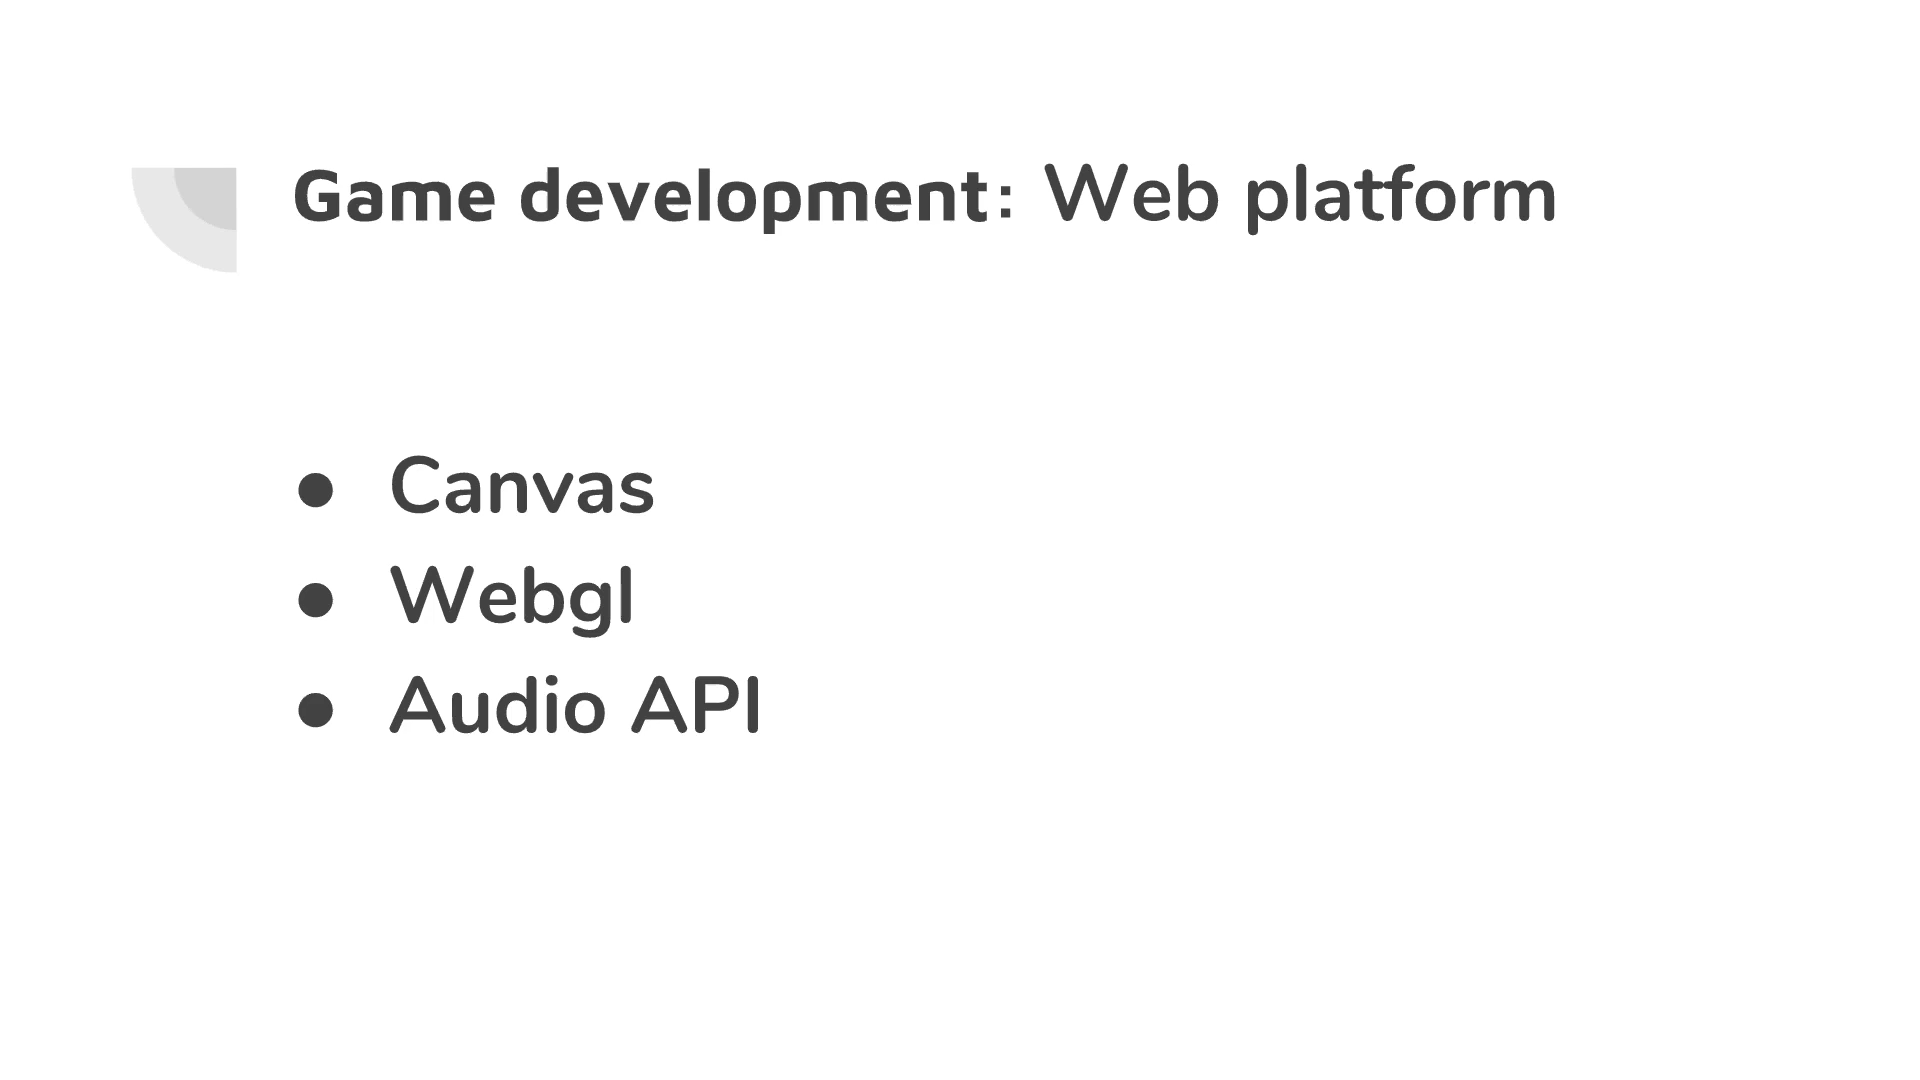 Game development: Web platform
● Canvas
● Webgl
● Audio API